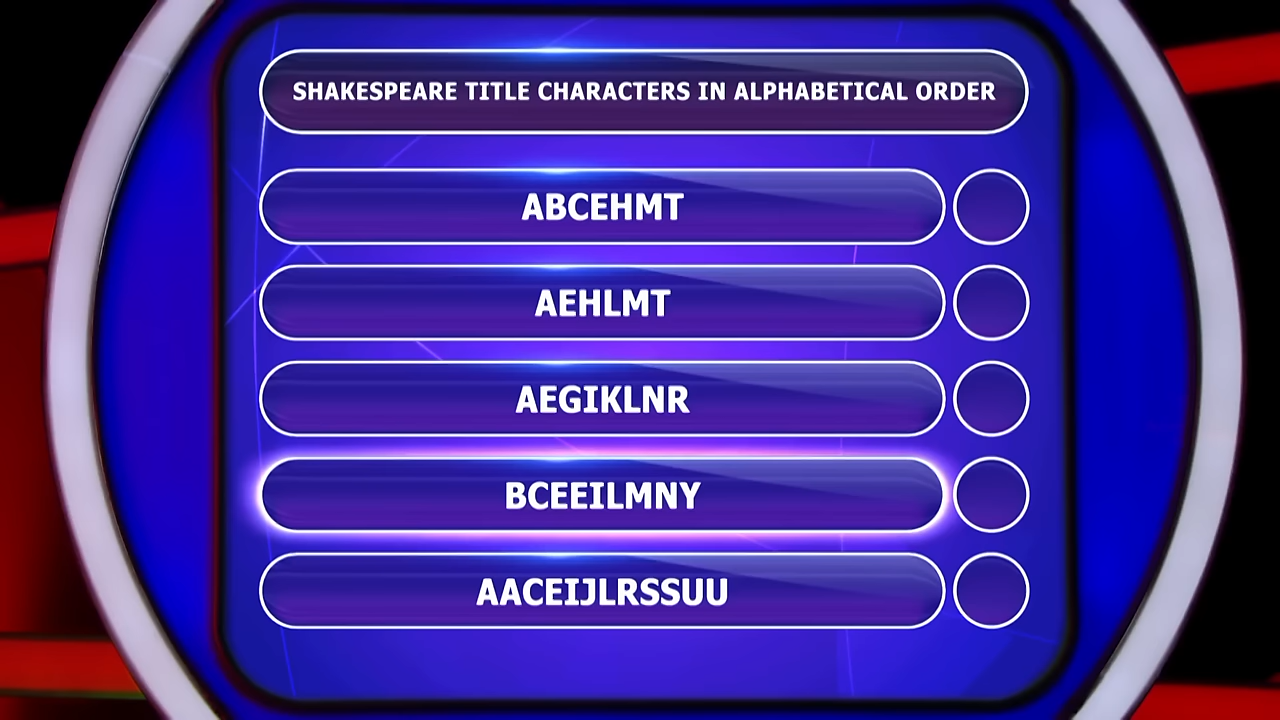 SHAKESPEARE TITLE CHARACTERS IN ALPHABETICAL ORDER
ABCEHMT
AEHLMT
AEGIKLNR
BCEEILMNY
AACEIJLRSSUU